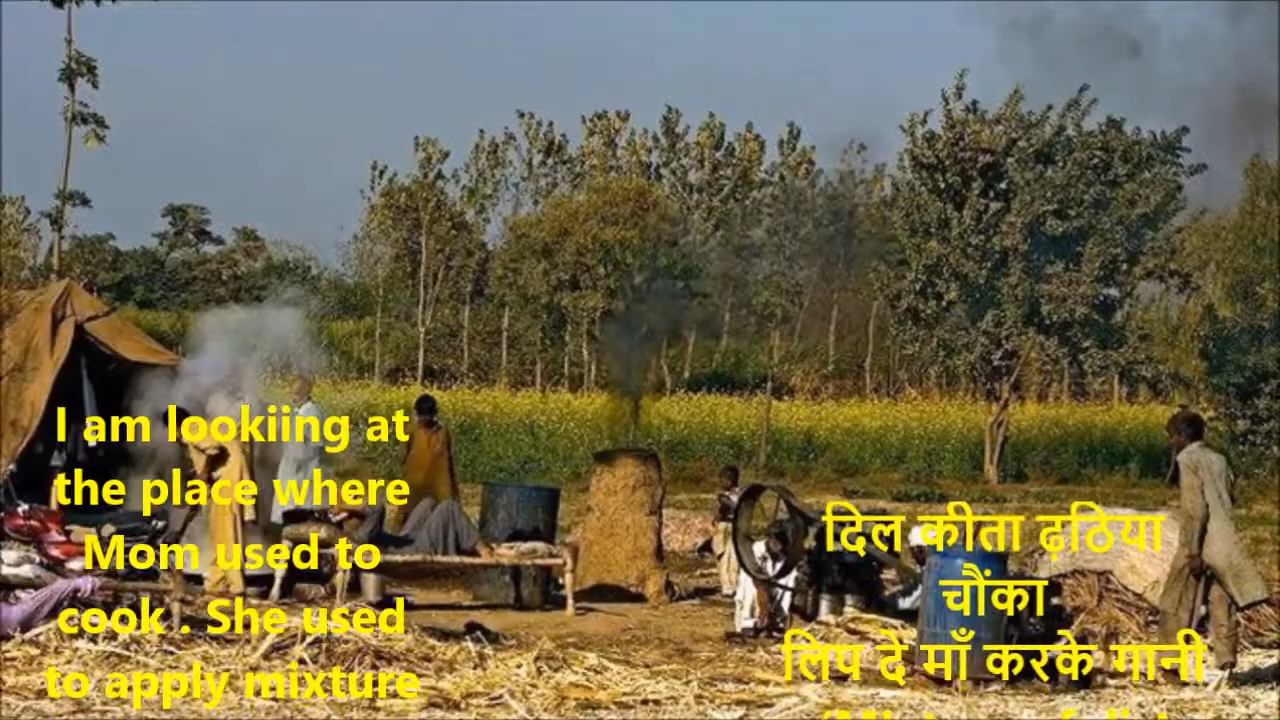 I am lookiing at
the place where
Mom used to
cook . She used
to apply mixture
दिल कीता ढ़ठिया
चौंका
लिप दे माँ करके गानी